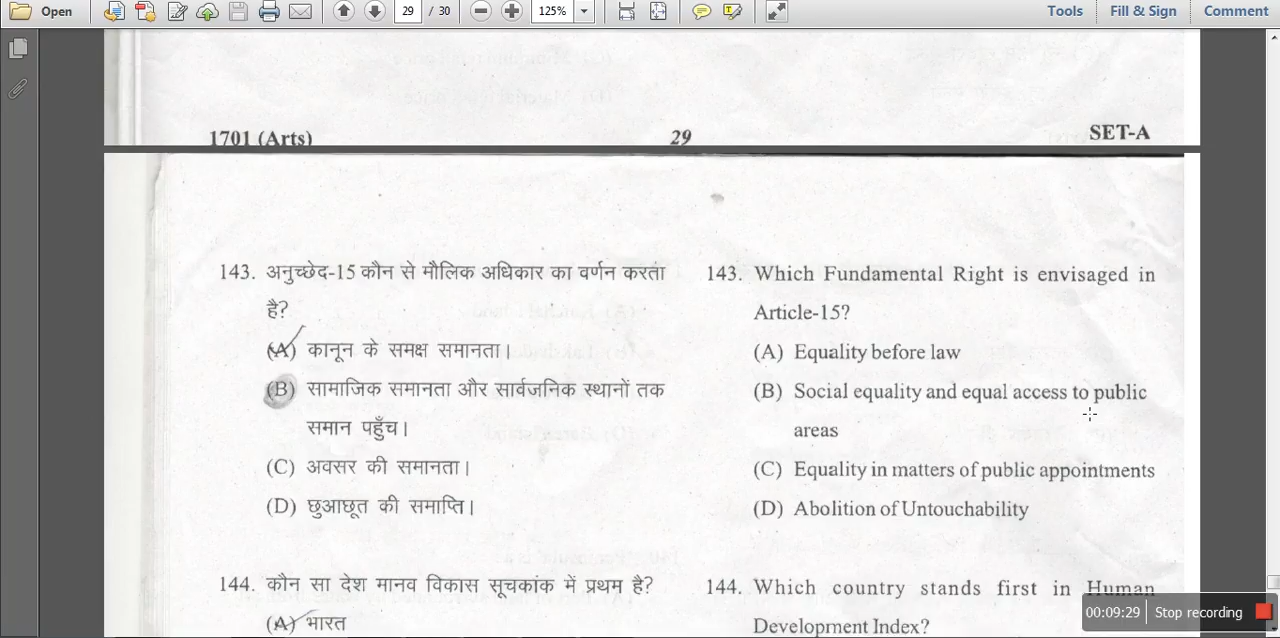 Open
29 / 30
125%
Tools
Fill & Sign
Comment
1701 (Arts)
29
SET-A
143. अनुच्छेद-15 कौन से मौलिक अधिकार का वर्णन करता
है?
(A) कानून के समक्ष समानता।
(B) सामाजिक समानता और सार्वजनिक स्थानों तक
समान पहुँच।
(C) अवसर की समानता।
(D) छुआछूत की समाप्ति।
144. कौन सा देश मानव विकास सूचकांक में प्रथम है?
(A) भारत
143. Which Fundamental Right is envisaged in
Article-15?
(A) Equality before law
(B) Social equality and equal access to public
areas
(C) Equality in matters of public appointments
(D) Abolition of Untouchability
144. Which country stands first in Human
Development Index?
00:09:29
Stop recording